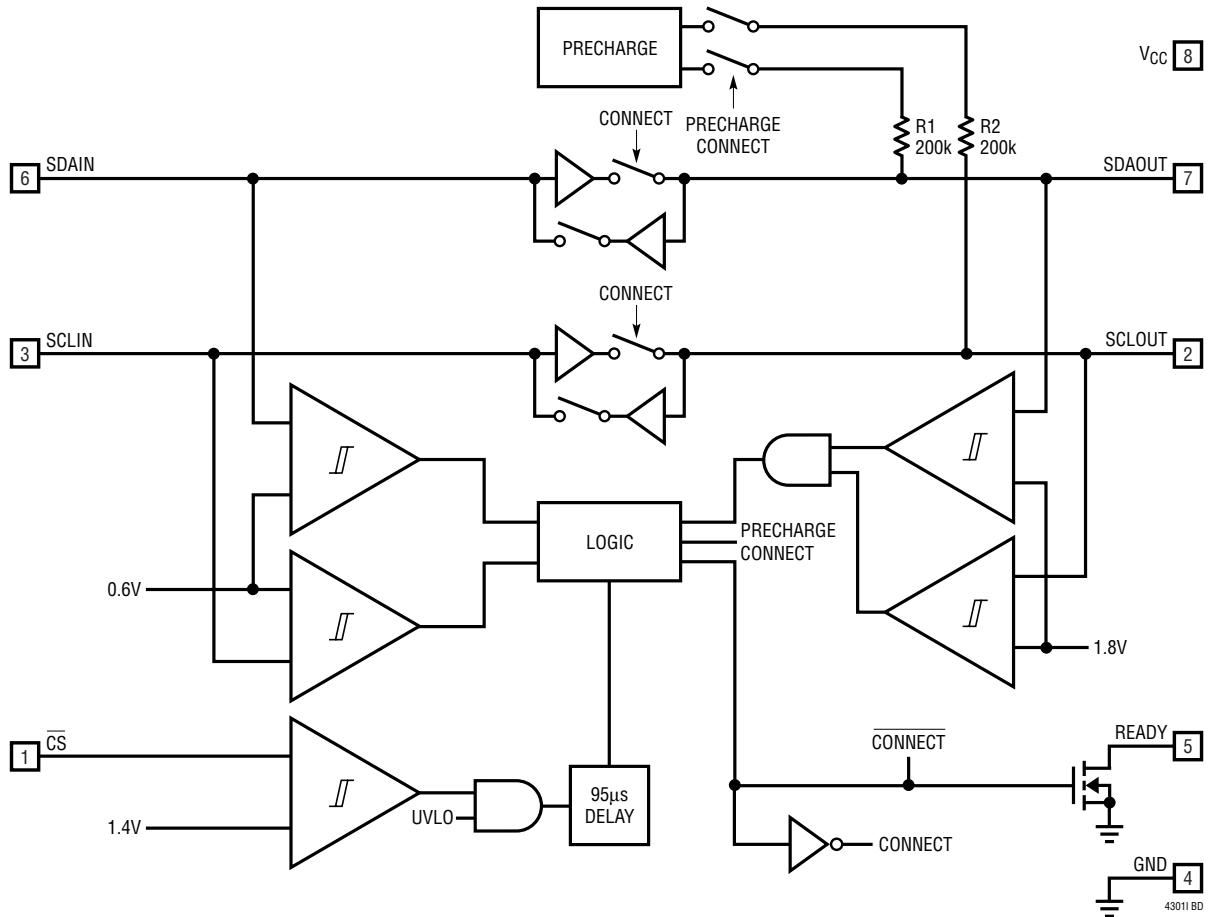 PRECHARGE
VCC 8
CONNECT
PRECHARGE
CONNECT
R1
200k
R2
200k
6 SDAIN
SDAOUT 7
CONNECT
3 SCLIN
SCLOUT 2
LOGIC
PRECHARGE
CONNECT
0.6V
1.8V
1 CS
CONNECT
READY 5
UVLO
95µs
DELAY
1.4V
CONNECT
GND 4
4301I BD